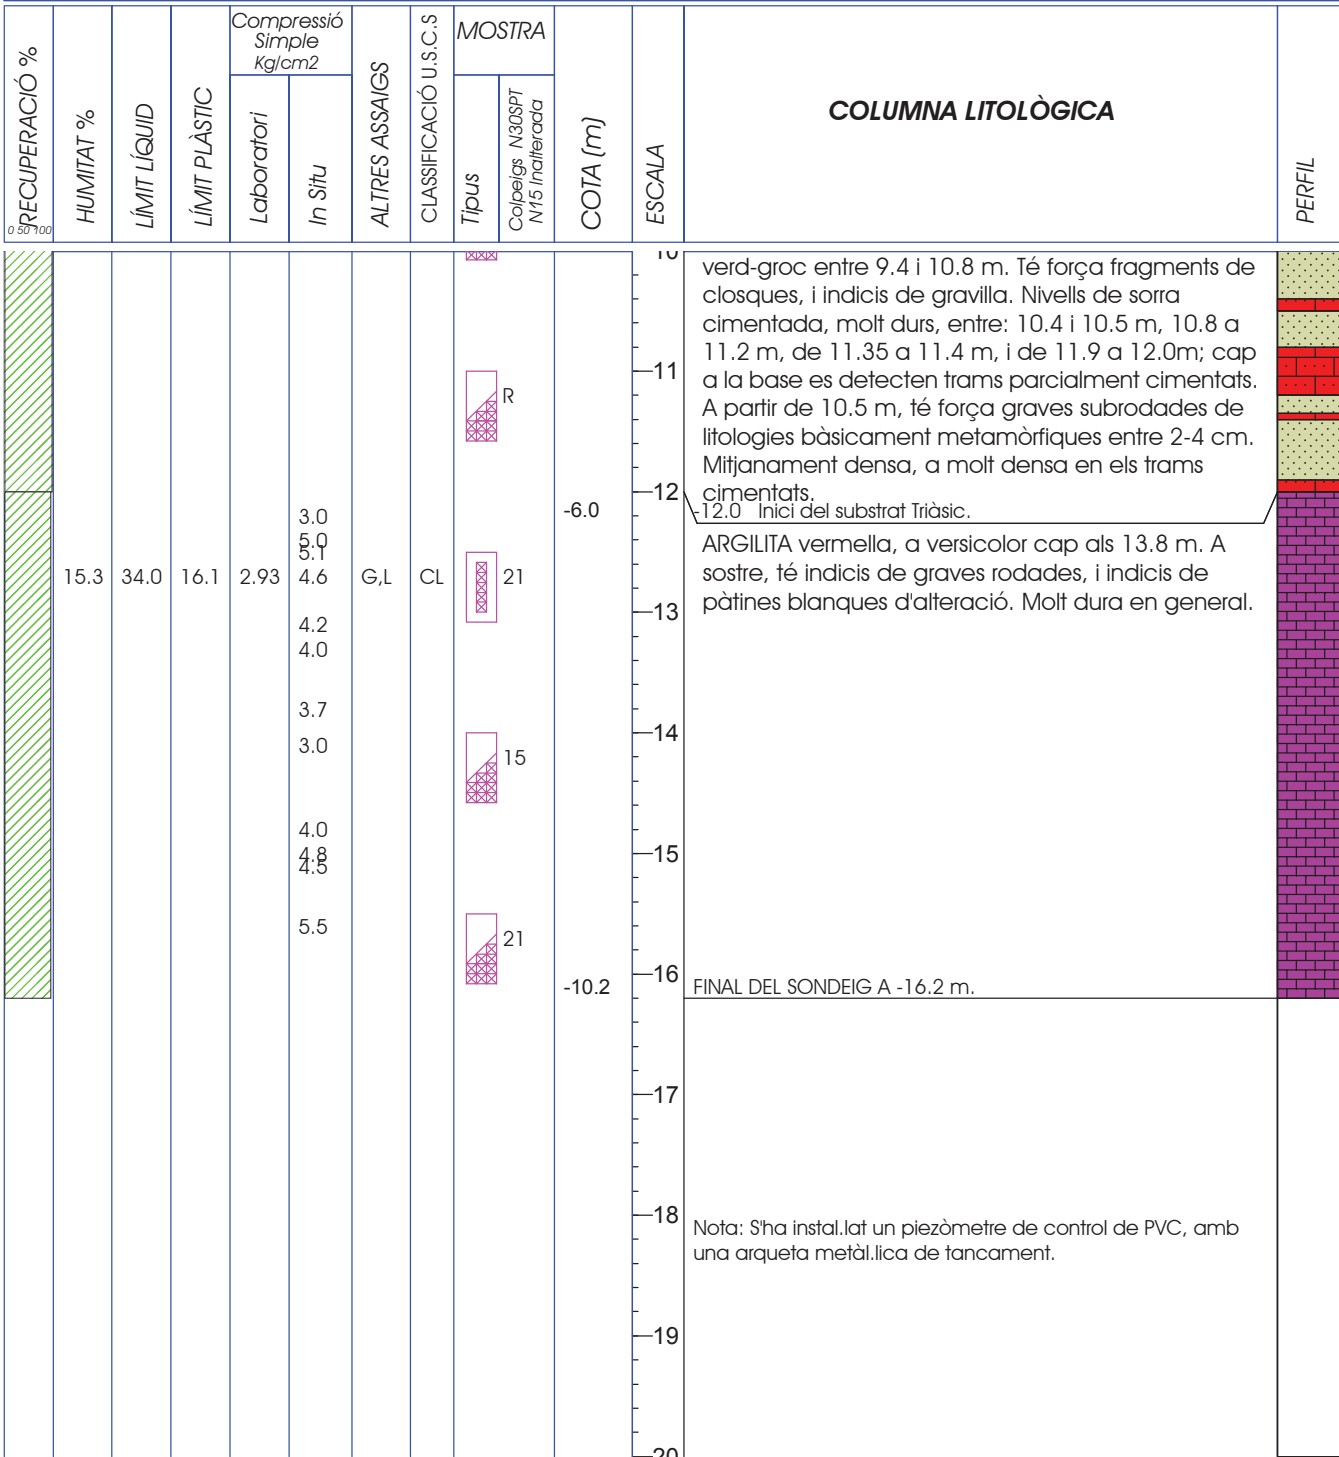 RECUPERACIÓ %
0 50 100
HUMITAT %
LÍMIT LÍQUID
LÍMIT PLÀSTIC
Compressió
Simple
Kg/cm2
Laboratori
In Situ
ALTRES ASSAIGS
CLASSIFICACIÓ U.S.C.S
MOSTRA
Tipus
Colpeigs N30SPT
N15 Inalterada
COTA (m)
ESCALA
COLUMNA LITOLÒGICA
PERFIL
10
verd-groc entre 9.4 i 10.8 m. Té força fragments de
closques, i indicis de gravilla. Nivells de sorra
cimentada, molt durs, entre: 10.4 i 10.5 m, 10.8 a
11.2 m, de 11.35 a 11.4 m, i de 11.9 a 12.0m; cap
a la base es detecten trams parcialment cimentats.
A partir de 10.5 m, té força graves subrodades de
litologies bàsicament metamòrfiques entre 2-4 cm.
Mitjanament densa, a molt densa en els trams
cimentats.
11
R
12
-6.0
-12.0 Inici del substrat Triàsic.
3.0
5.0
5.1
ARGILITA vermella, a versicolor cap als 13.8 m. A
sostre, té indicis de graves rodades, i indicis de
pàtines blanques d'alteració. Molt dura en general.
15.3 34.0 16.1 2.93 4.6 G,L CL 21
13
4.2
4.0
3.7
14
3.0
15
4.0
4.8
15
4.5
5.5
21
16
-10.2
FINAL DEL SONDEIG A -16.2 m.
17
18
Nota: S'ha instal.lat un piezòmetre de control de PVC, amb
una arqueta metàl.lica de tancament.
19
20